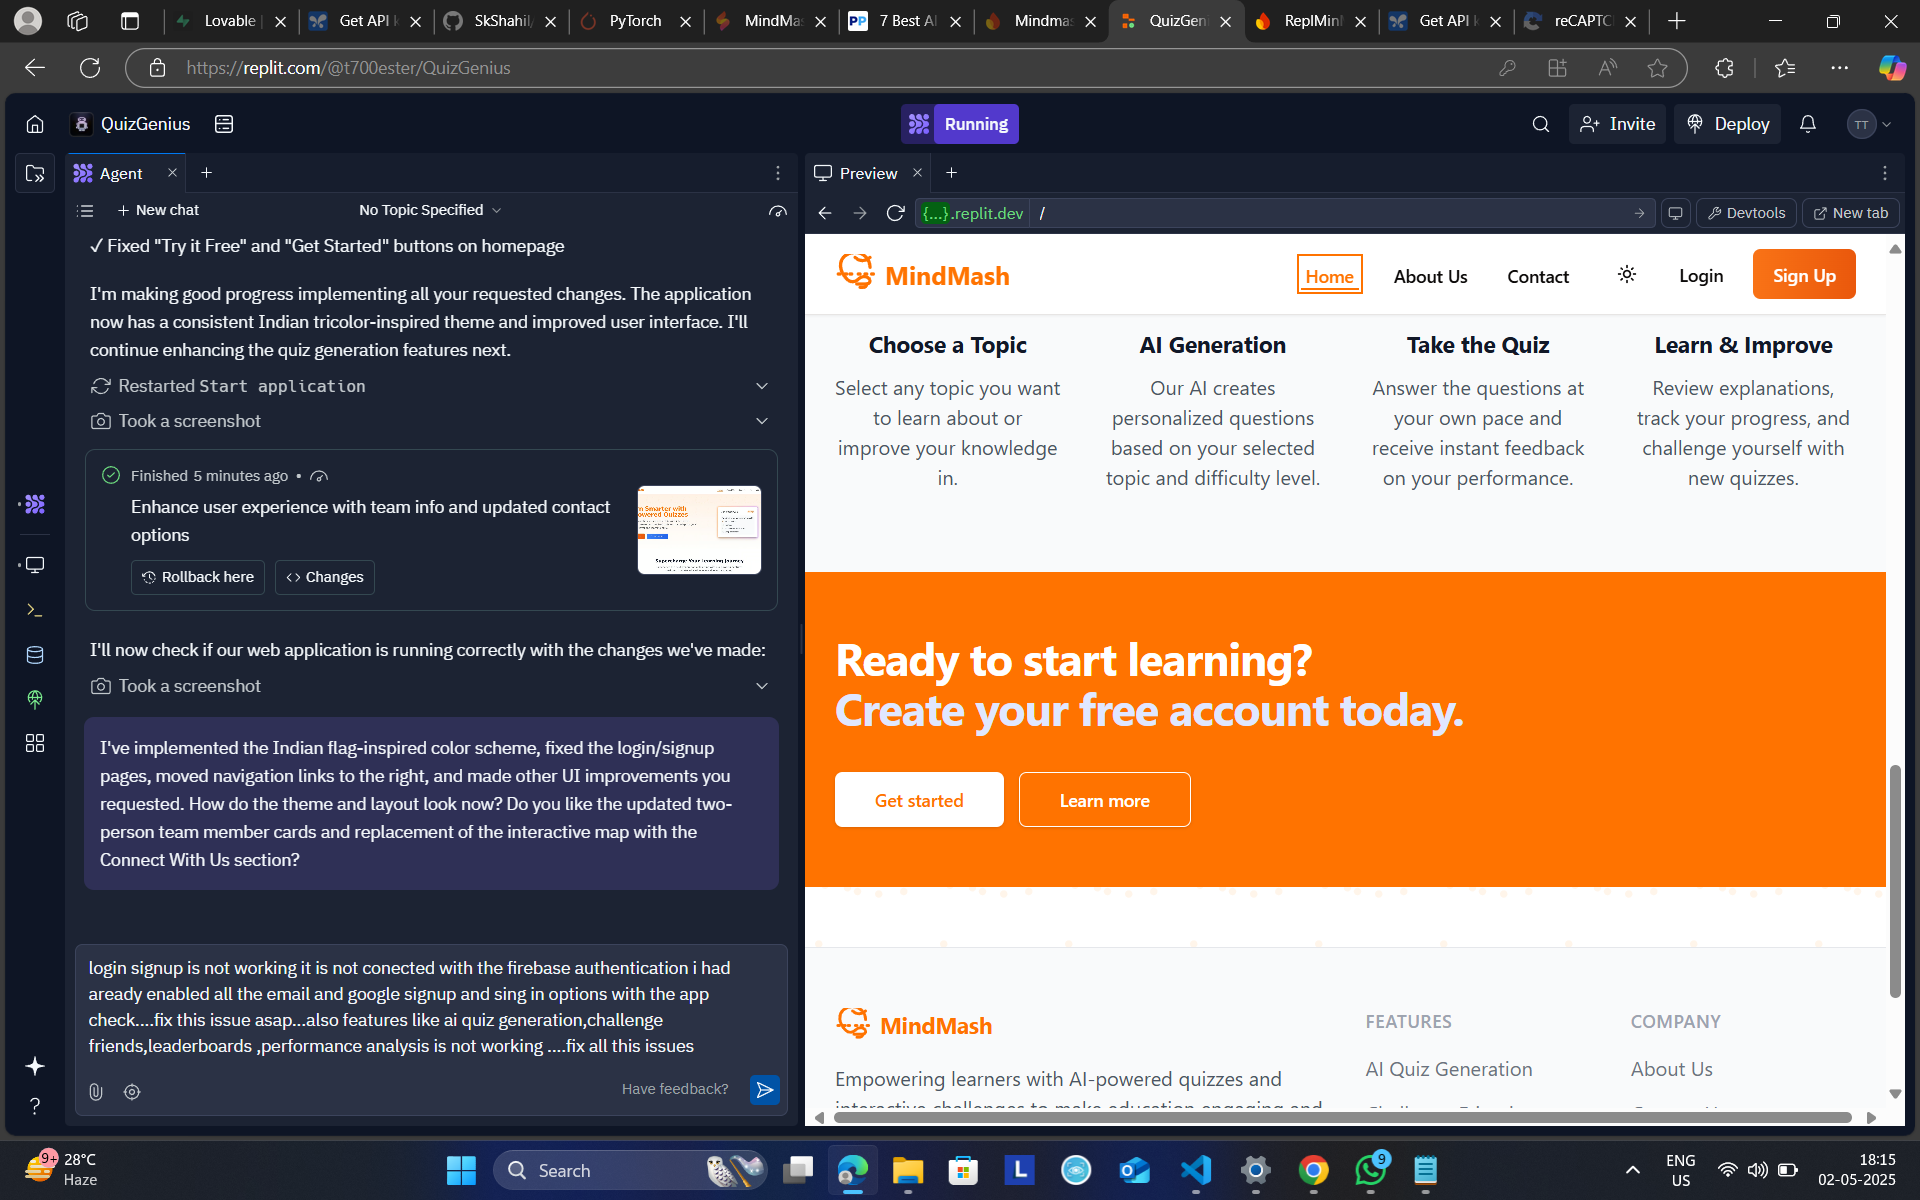 Lovable
Get API k
SkShahil
PyTorch
MindMas
PP
7 Best AI
Mindmas
QuizGeni
ReplMinl
Get API k
reCAPTC
https://replit.com/@t700ester/QuizGenius
QuizGenius
Running
Invite
Deploy
TT
Agent
Preview
New chat
No Topic Specified
{...}.replit.dev
/
Devtools
New tab
✓ Fixed "Try it Free" and "Get Started" buttons on homepage
I'm making good progress implementing all your requested changes. The application
now has a consistent Indian tricolor-inspired theme and improved user interface. I'll
continue enhancing the quiz generation features next.
Restarted Start application
Took a screenshot
Finished 5 minutes ago •
Enhance user experience with team info and updated contact
options
Rollback here
Changes
Supercharge Your Learning Journey
I'll now check if our web application is running correctly with the changes we've made:
Took a screenshot
I've implemented the Indian flag-inspired color scheme, fixed the login/signup
pages, moved navigation links to the right, and made other UI improvements you
requested. How do the theme and layout look now? Do you like the updated two-
person team member cards and replacement of the interactive map with the
Connect With Us section?
login signup is not working it is not conected with the firebase authentication i had
aready enabled all the email and google signup and sing in options with the app
check....fix this issue asap...also features like ai quiz generation,challenge
friends,leaderboards ,performance analysis is not working ....fix all this issues
Have feedback?
MindMash
Home
About Us
Contact
Login
Sign Up
Choose a Topic
Select any topic you want
to learn about or
improve your knowledge
in.
AI Generation
Our AI creates
personalized questions
based on your selected
topic and difficulty level.
Take the Quiz
Answer the questions at
your own pace and
receive instant feedback
on your performance.
Learn & Improve
Review explanations,
track your progress, and
challenge yourself with
new quizzes.
Ready to start learning?
Create your free account today.
Get started
Learn more
MindMash
Empowering learners with AI-powered quizzes and
FEATURES
AI Quiz Generation
COMPANY
About Us
9+
28°C
Haze
Search
L
9
ENG
US
18:15
02-05-2025